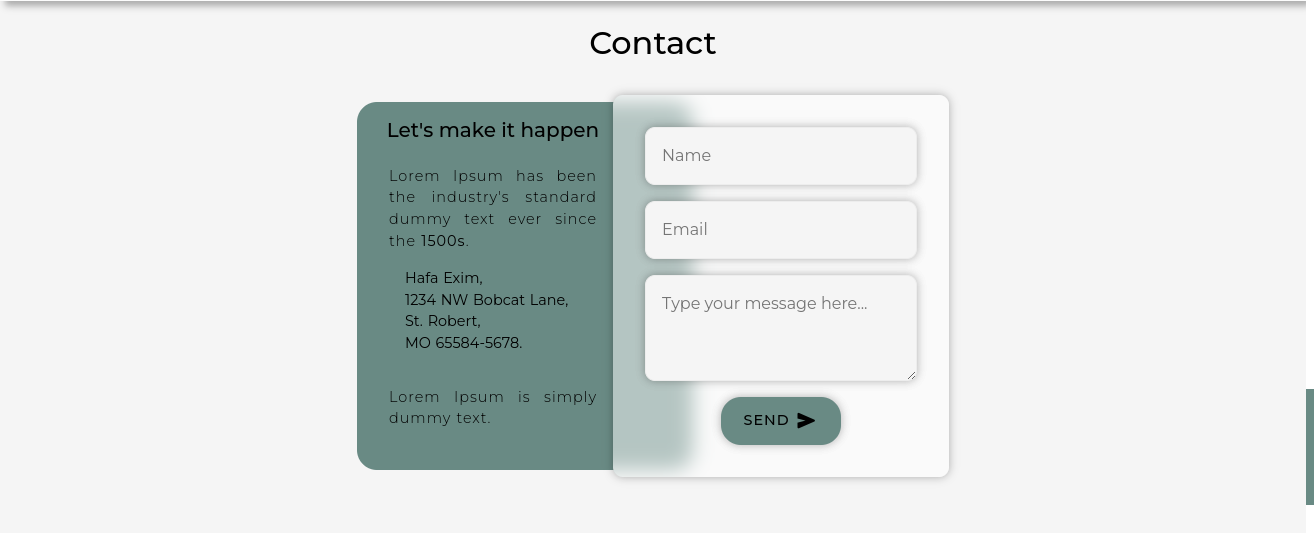 Contact
Let's make it happen
Lorem Ipsum has been
the industry's standard
dummy text ever since
the 1500s.
Hafa Exim,
1234 NW Bobcat Lane,
St. Robert,
MO 65584-5678.
Lorem Ipsum is simply
dummy text.
Name
Email
Type your message here...
SEND